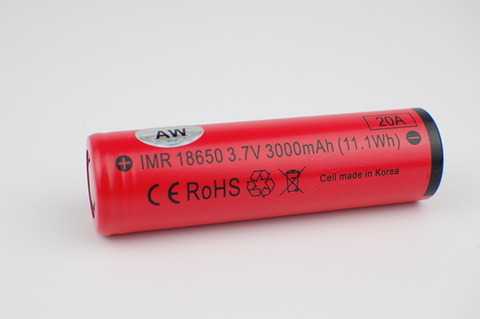 AW
20A
+ IMR 18650 3.7V 3000mAh (11.1Wh) -
CE RoHS
Cell made in Korea